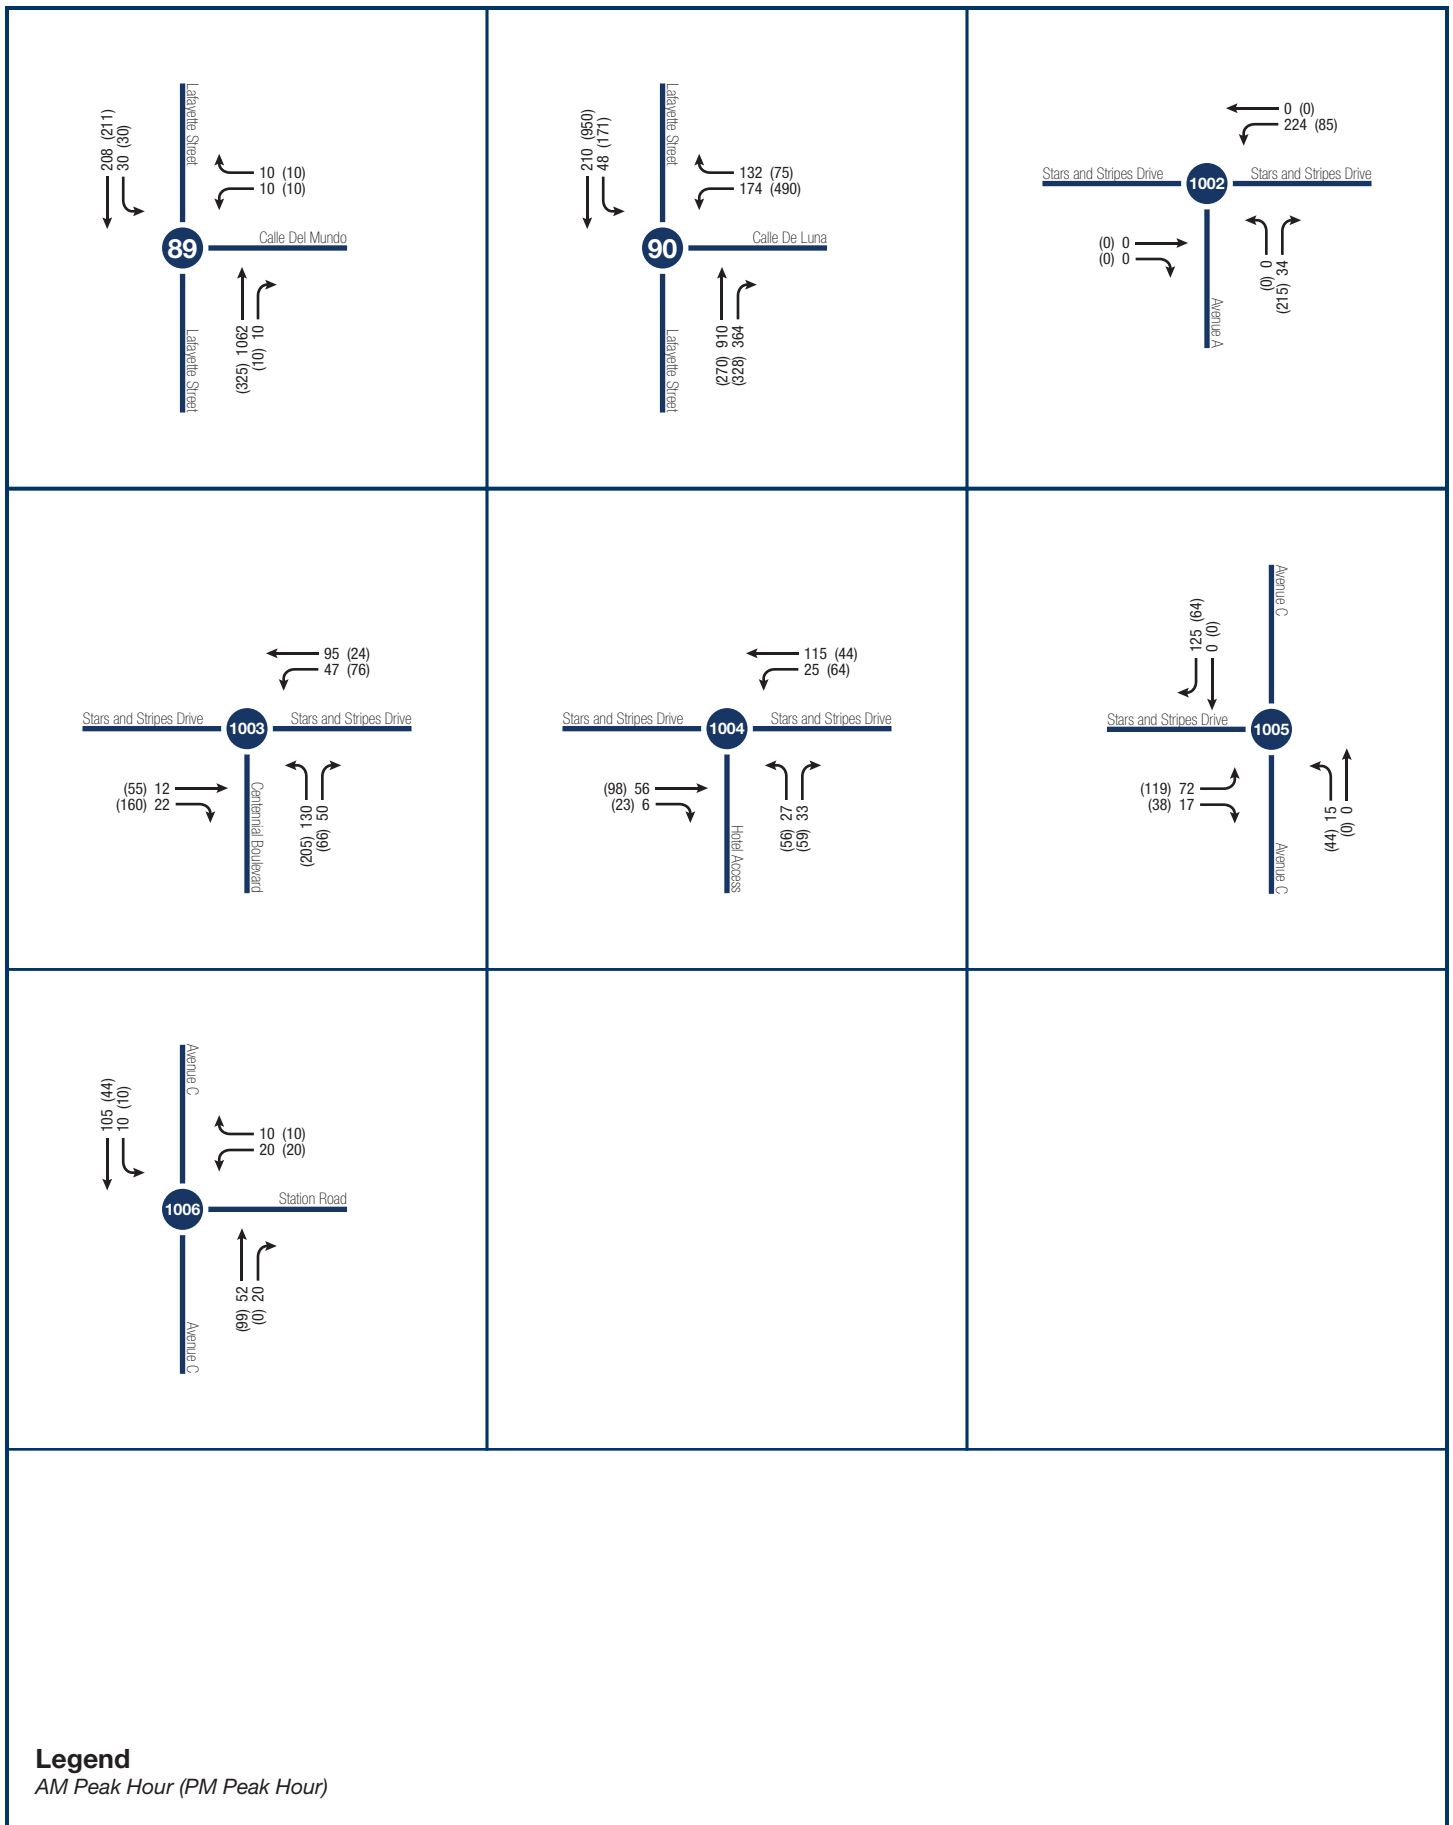 Lafayette Street
208 (211)
30 (30)
10 (10)
10 (10)
89
Calle Del Mundo
(325) 1062
(10) 10
Lafayette Street
Lafayette Street
210 (950)
48 (171)
132 (75)
174 (490)
90
Calle De Luna
(270) 910
(328) 364
Lafayette Street
0 (0)
224 (85)
Stars and Stripes Drive
1002
Stars and Stripes Drive
(0) 0
(0) 0
(0) 0
(215) 34
Avenue A
95 (24)
47 (76)
Stars and Stripes Drive
1003
Stars and Stripes Drive
(55) 12
(160) 22
Centennial Boulevard
(205) 130
(66) 50
115 (44)
25 (64)
Stars and Stripes Drive
1004
Stars and Stripes Drive
(98) 56
(23) 6
Hotel Access
(56) 27
(59) 33
Avenue C
125 (64)
0 (0)
Stars and Stripes Drive
1005
(119) 72
(38) 17
(44) 15
(0) 0
Avenue C
Avenue C
105 (44)
10 (10)
10 (10)
20 (20)
1006
Station Road
(99) 52
(0) 20
Avenue C
Legend
AM Peak Hour (PM Peak Hour)